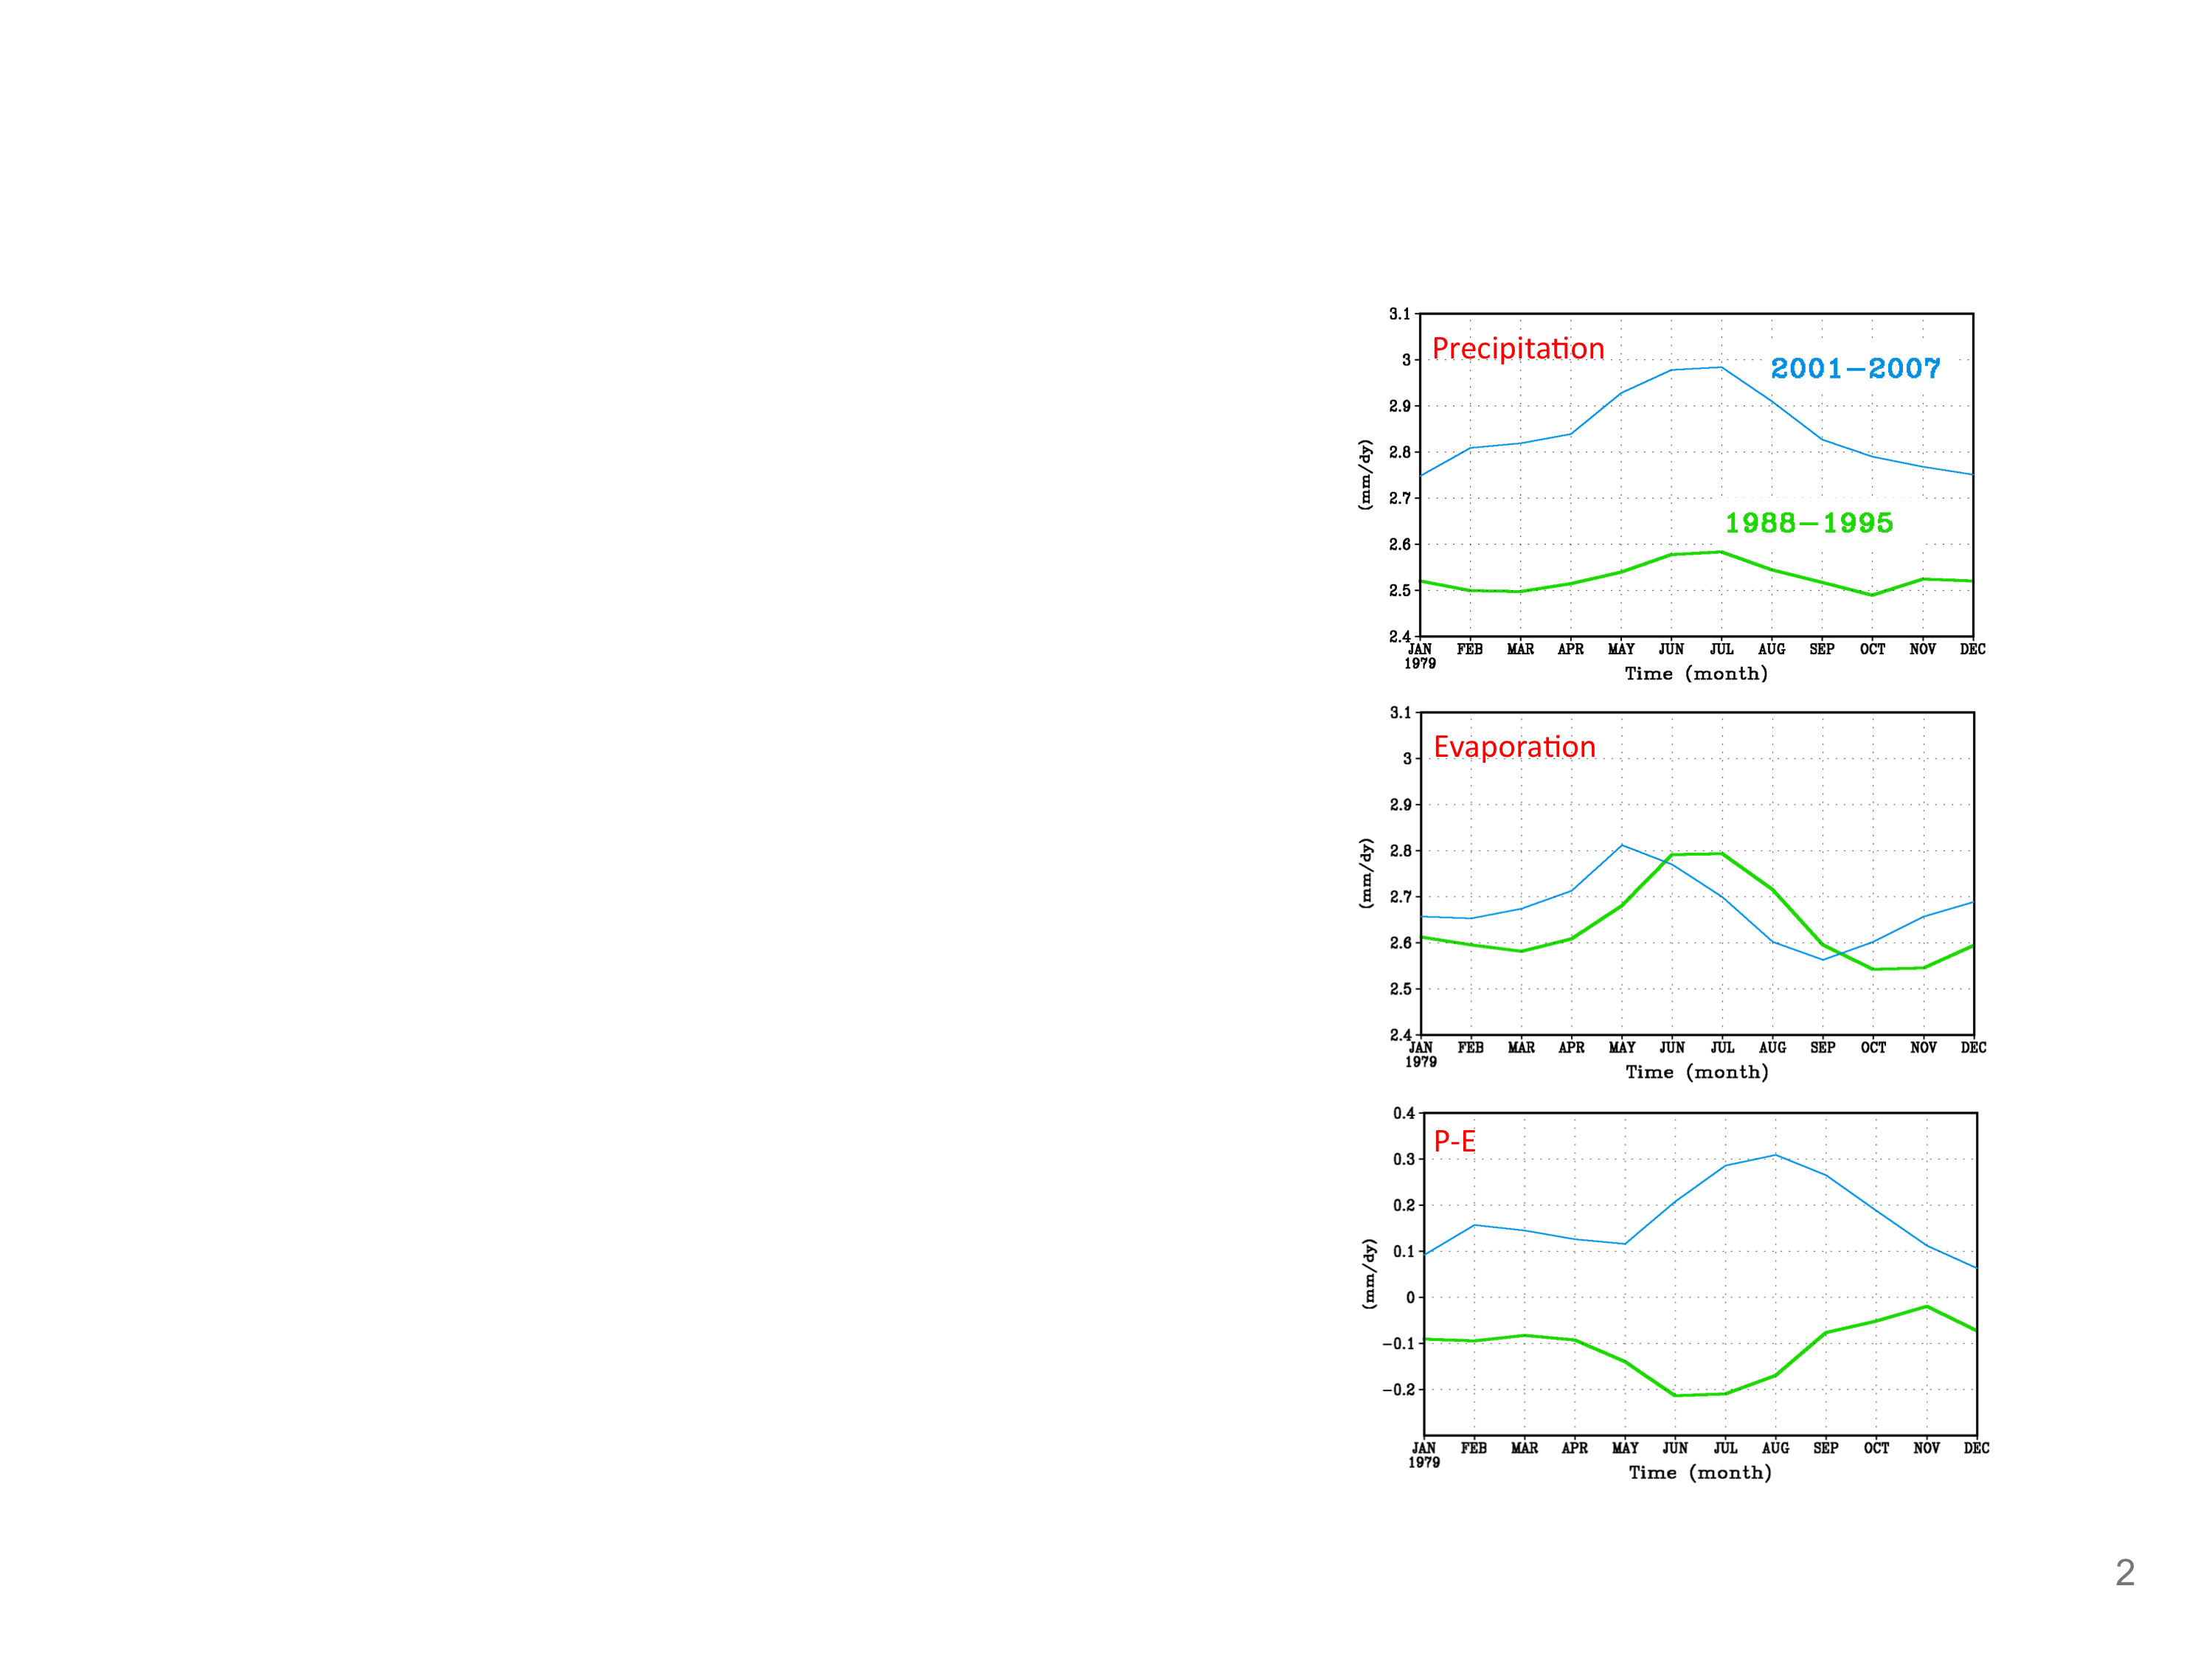 3.1
Precipitation
3
2001−2007
2.9
2.8
(mm/dy)
2.7
1988−1995
2.6
2.5
2.4
JAN FEB MAR APR MAY JUN JUL AUG SEP OCT NOV DEC
1979
Time (month)
3.1
Evaporation
3
2.9
2.8
(mm/dy)
2.7
2.6
2.5
2.4
JAN FEB MAR APR MAY JUN JUL AUG SEP OCT NOV DEC
1979
Time (month)
0.4
P-E
0.3
0.2
0.1
(mm/dy)
0
−0.1
−0.2
JAN FEB MAR APR MAY JUN JUL AUG SEP OCT NOV DEC
1979
Time (month)
2